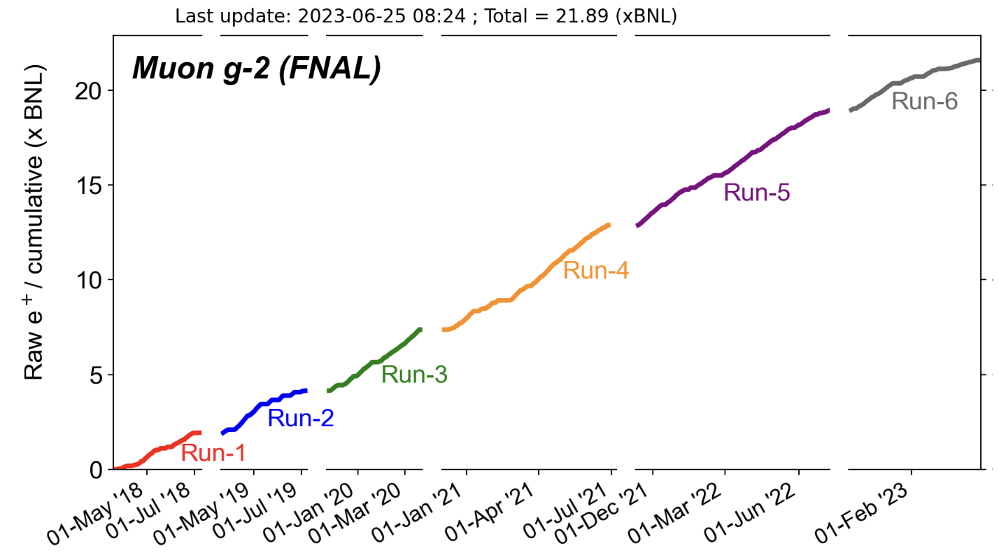 Last update: 2023-06-25 08:24 ; Total = 21.89 (xBNL)
Muon g-2 (FNAL)
Raw e+ / cumulative (x BNL)
20
15
10
5
0
Run-1
Run-2
Run-3
Run-4
Run-5
Run-6
01-May '18
01-Jul '18
01-May '19
01-Jul '19
01-Jan '20
01-Mar '20
01-Jan '21
01-Apr '21
01-Jul '21
01-Dec '21
01-Mar '22
01-Jun '22
01-Feb '23